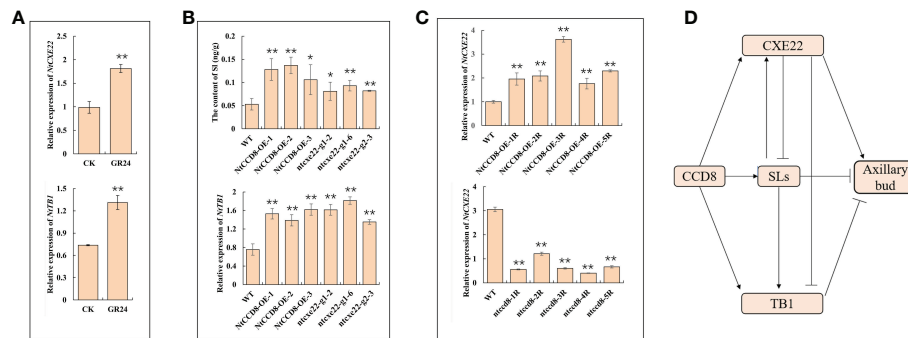 A
Relative expression of NtCXE22
2.5
2
1.5
1
0.5
0
**
CK
GR24
Relative expression of NtTB1
1.5
1.2
0.9
0.6
0.3
0
**
CK
GR24
B
The content of Sl (ng/g)
0.2
0.15
0.1
0.05
0
** ** * * ** **
WT
NtCCD8-OE-1
NtCCD8-OE-2
NtCCD8-OE-3
ntcxe22-g1-2
ntcxe22-g1-6
ntcxe22-g2-3
Relative expression of NtTB1
2
1.6
1.2
0.8
0.4
0
** ** ** ** ** **
WT
NtCCD8-OE-1
NtCCD8-OE-2
NtCCD8-OE-3
ntcxe22-g1-2
ntcxe22-g1-6
ntcxe22-g2-3
C
Relative expression of NtCXE22
4
3
2
1
0
** ** ** ** **
WT
NtCCD8-OE-1R
NtCCD8-OE-2R
NtCCD8-OE-3R
NtCCD8-OE-4R
NtCCD8-OE-5R
Relative expression of NtCXE22
3.5
3
2.5
2
1.5
1
0.5
0
** ** ** ** **
WT
ntccd8-1R
ntccd8-2R
ntccd8-3R
ntccd8-4R
ntccd8-5R
D
CXE22
CCD8
SLs
Axillary
bud
TB1